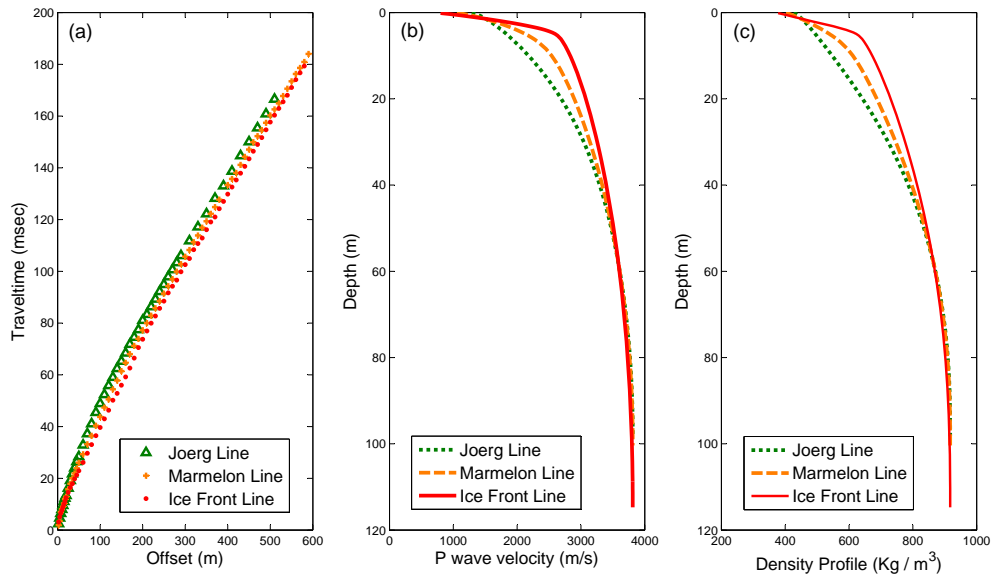 (a)
200
180
160
140
120
100
80
60
40
20
0
Traveltime (msec)
0 100 200 300 400 500 600
Offset (m)
Joerg Line
Marmelon Line
Ice Front Line
(b)
0
20
40
60
80
100
120
Depth (m)
0 1000 2000 3000 4000
P wave velocity (m/s)
Joerg Line
Marmelon Line
Ice Front Line
(c)
0
20
40
60
80
100
120
Depth (m)
200 400 600 800 1000
Density Profile (Kg / m³)
Joerg Line
Marmelon Line
Ice Front Line